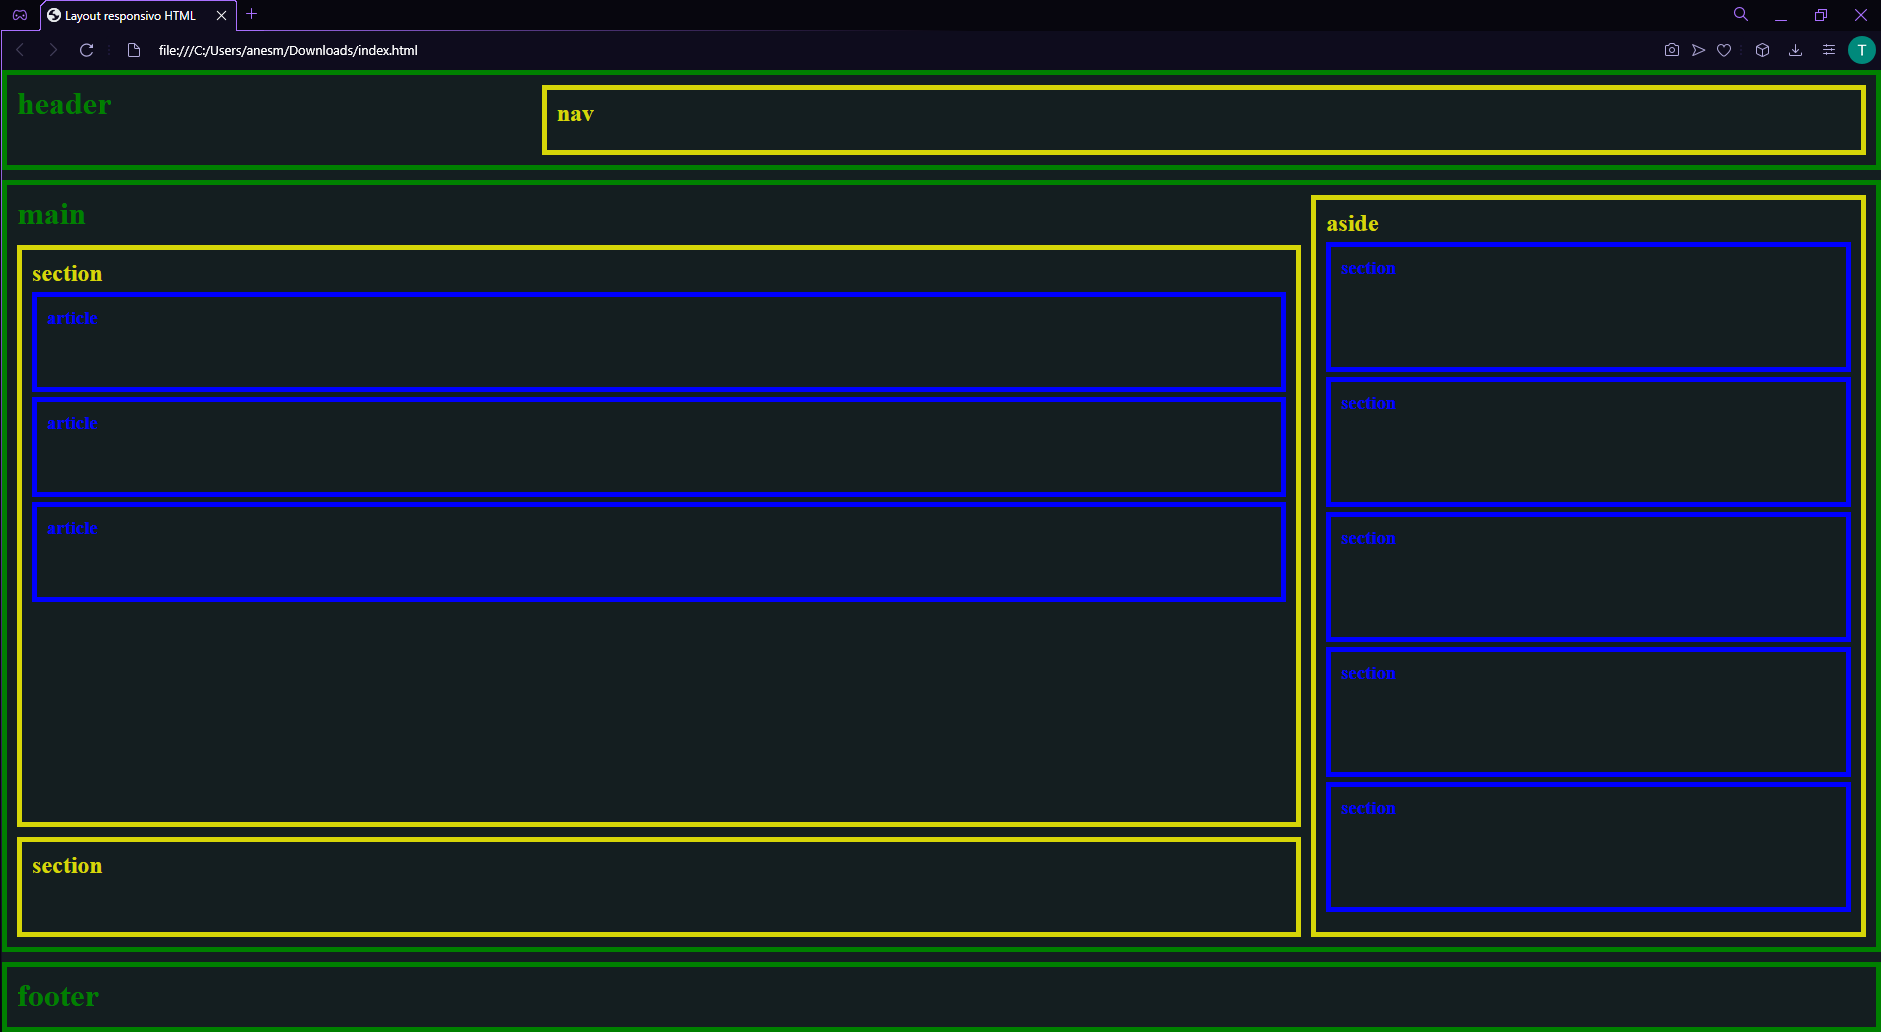 Layout responsivo HTML
file:///C:/Users/anesm/Downloads/index.html
T
header
nav
main
section
article
article
article
section
aside
section
section
section
section
section
footer